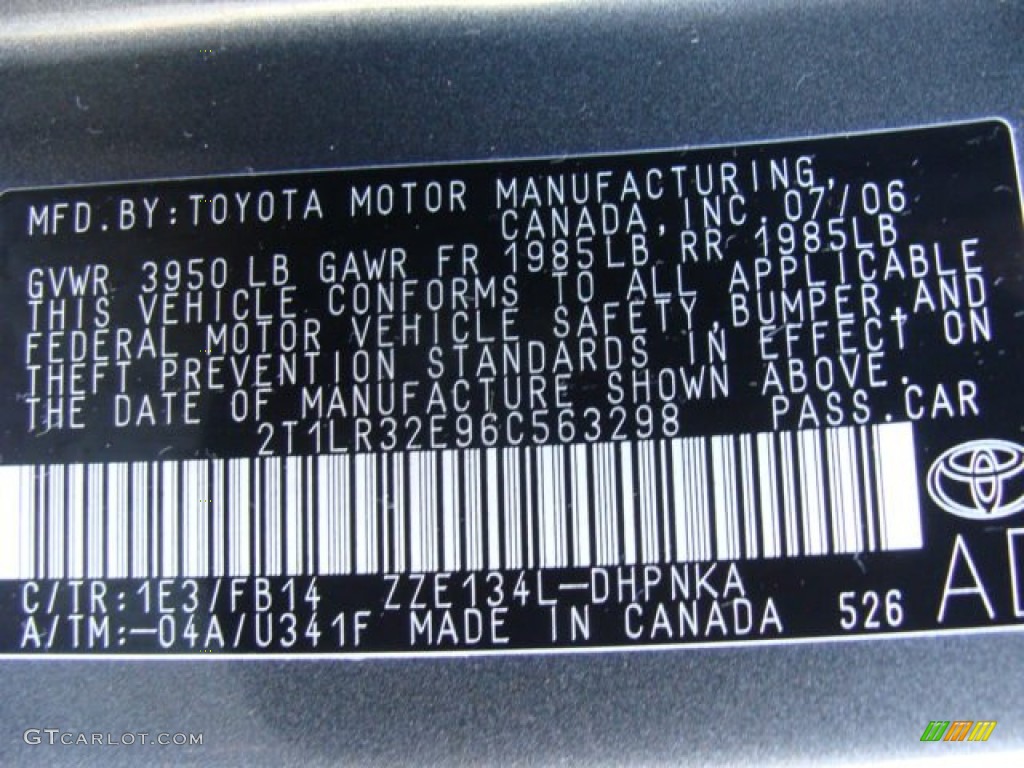 MFD.BY:TOYOTA MOTOR MANUFACTURING,
CANADA,INC. 07/06
GVWR 3950 LB GAWR FR 1985LB RR 1985LB
THIS VEHICLE CONFORMS TO ALL APPLICABLE
FEDERAL MOTOR VEHICLE SAFETY,BUMPER,AND
THEFT PREVENTION STANDARDS IN EFFECT ON
THE DATE OF MANUFACTURE SHOWN ABOVE.
2T1LR32E96C563298 PASS.CAR
C/TR:1E3/FB14 ZZE134L-DHPNKA
A/TM:-04A/U341F MADE IN CANADA 526
GTCARLOT.COM